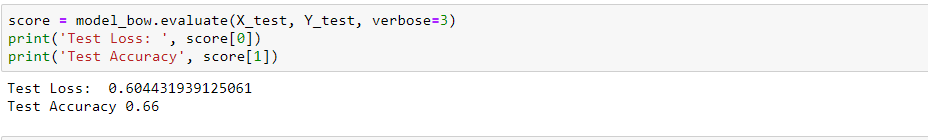 score = model_bow.evaluate(X_test, Y_test, verbose=3)
print('Test Loss: ', score[0])
print('Test Accuracy', score[1])
Test Loss:  0.604431939125061
Test Accuracy 0.66